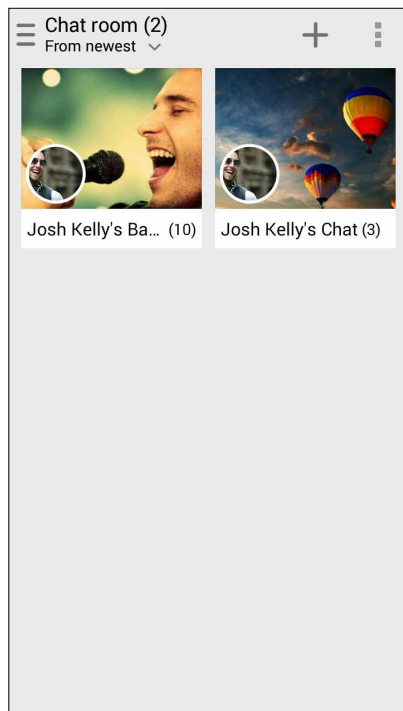 Chat room (2)
From newest
Josh Kelly's Ba... (10)
Josh Kelly's Chat (3)